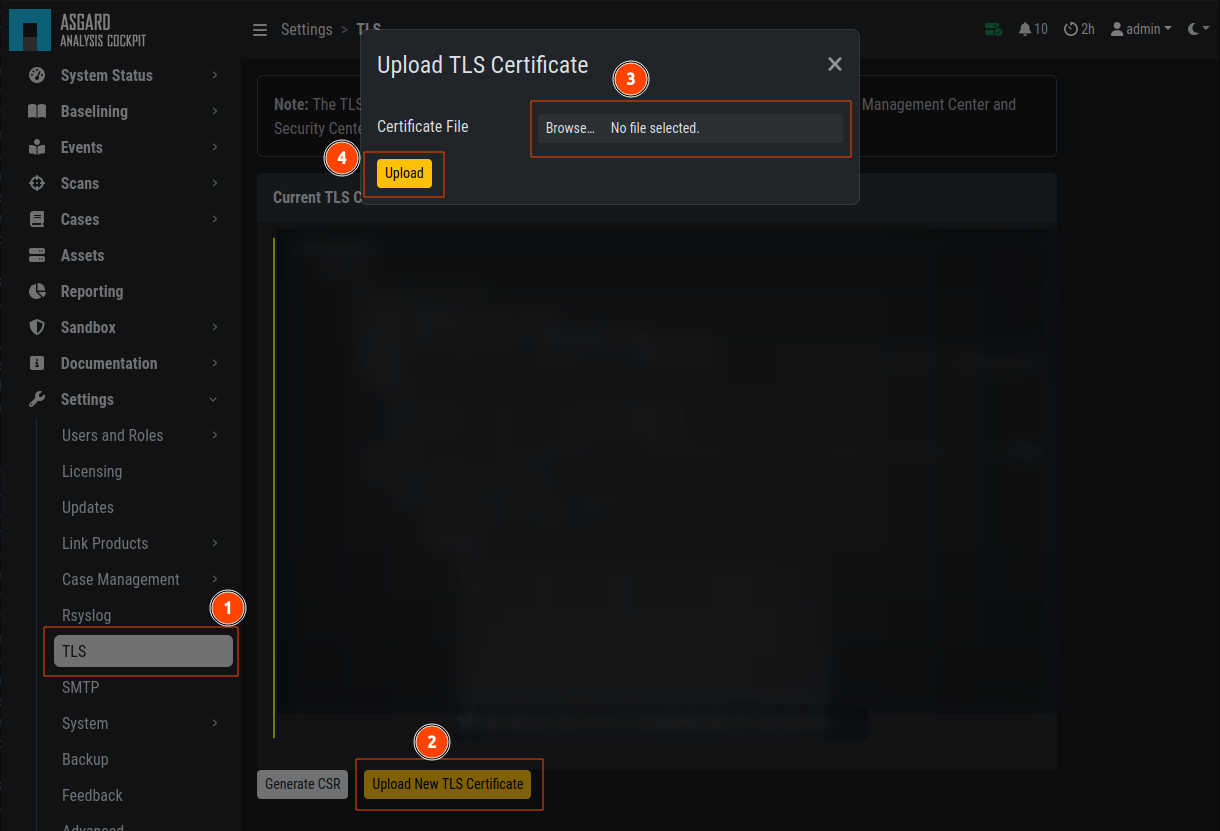 ASGARD
ANALYSIS COCKPIT
Settings > TLS
10
2h
admin
System Status
Baselining
Events
Scans
Cases
Assets
Reporting
Sandbox
Documentation
Settings
Users and Roles
Licensing
Updates
Link Products
Case Management
Rsyslog
1
TLS
SMTP
System
Backup
Feedback
Advanced
Upload TLS Certificate
3
Certificate File
Browse... No file selected.
4
Upload
Note: The TLS
Management Center and
Security Cente
Current TLS C
2
Generate CSR
Upload New TLS Certificate